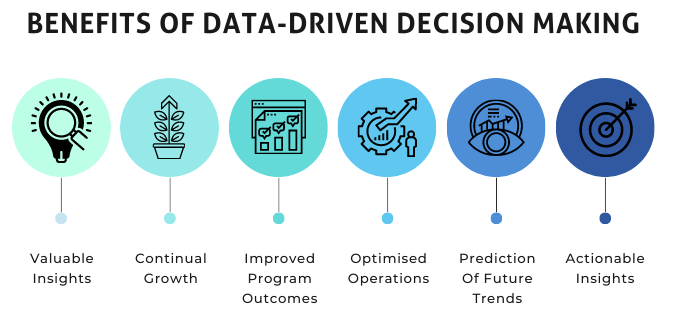 BENEFITS OF DATA-DRIVEN DECISION MAKING
Valuable
Insights
Continual
Growth
Improved
Program
Outcomes
Optimised
Operations
Prediction
Of Future
Trends
Actionable
Insights